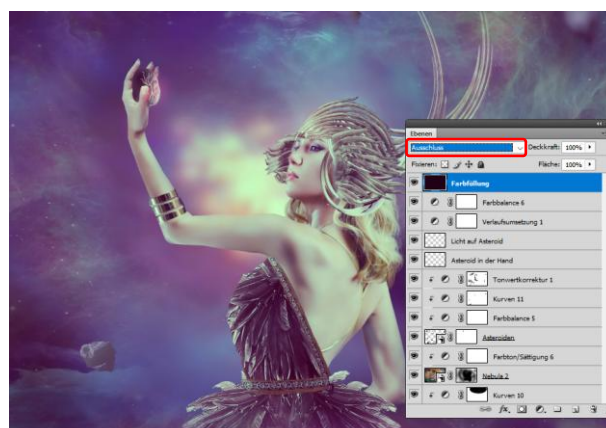 Ebenen
Ausschluss Deckkraft: 100%
Fixieren: Fläche: 100%
Farbfüllung
Farbbalance 6
Verlaufsumsetzung 1
Licht auf Asteroid
Asteroid in der Hand
Tonwertkorrektur 1
Kurven 11
Farbbalance 5
Asteroiden
Farbton/Sättigung 6
Nebula 2
Kurven 10
fx.